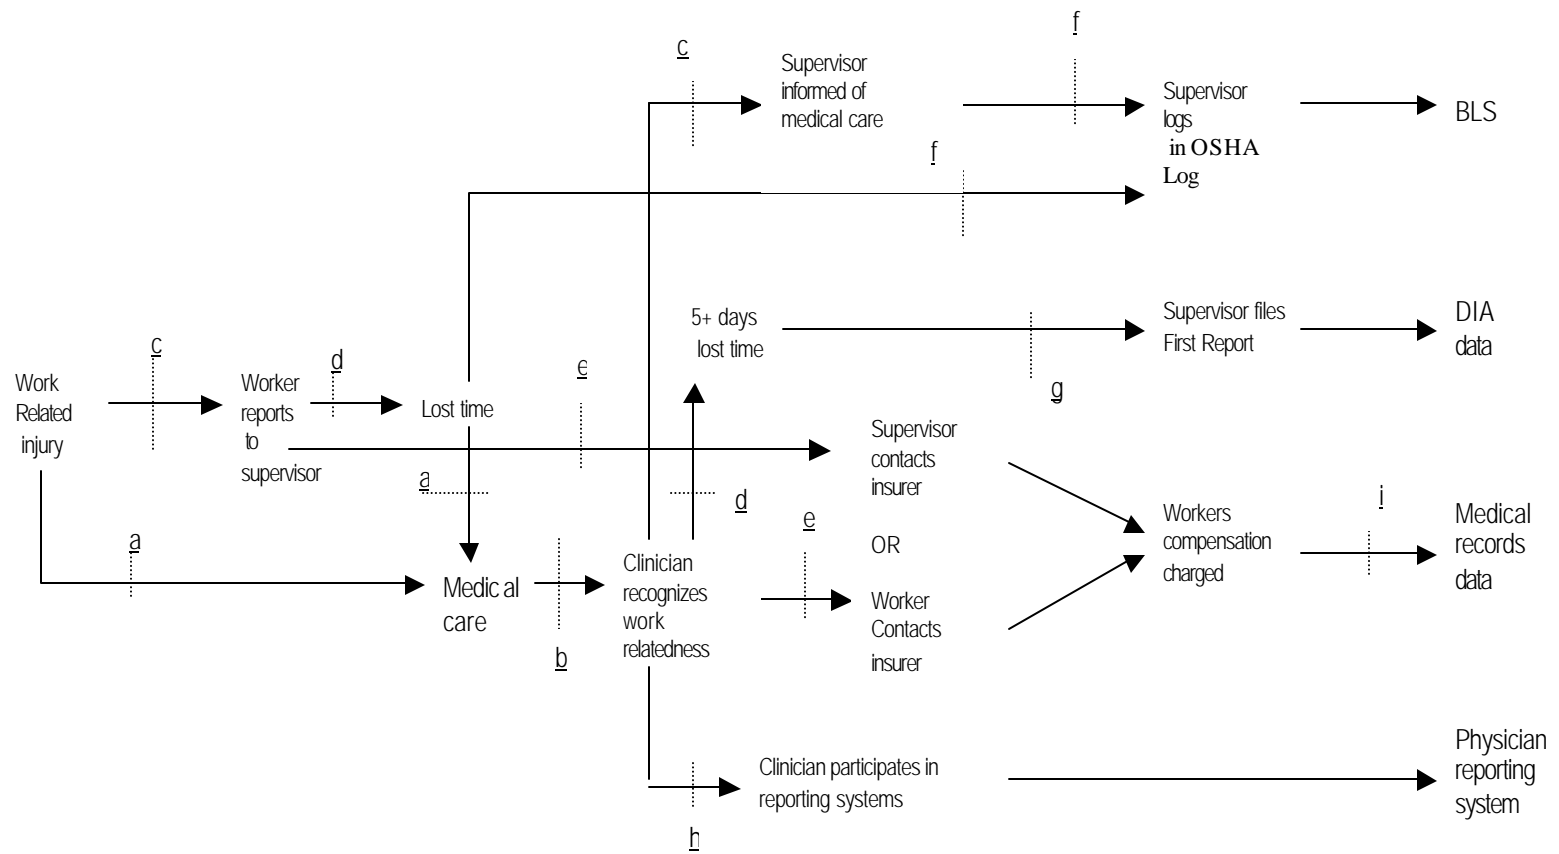 f
c
Supervisor
informed of
medical care
Supervisor
logs
in OSHA
Log
BLS
f
5+ days
lost time
Supervisor files
First Report
DIA
data
c
d
e
g
Work
Related
injury
Worker
reports
to
supervisor
Lost time
Supervisor
contacts
insurer
a
d
e
i
a
OR
Workers
compensation
charged
Medical
records
data
Medical
care
b
Clinician
recognizes
work
relatedness
Worker
Contacts
insurer
Clinician participates in
reporting systems
h
Physician
reporting
system